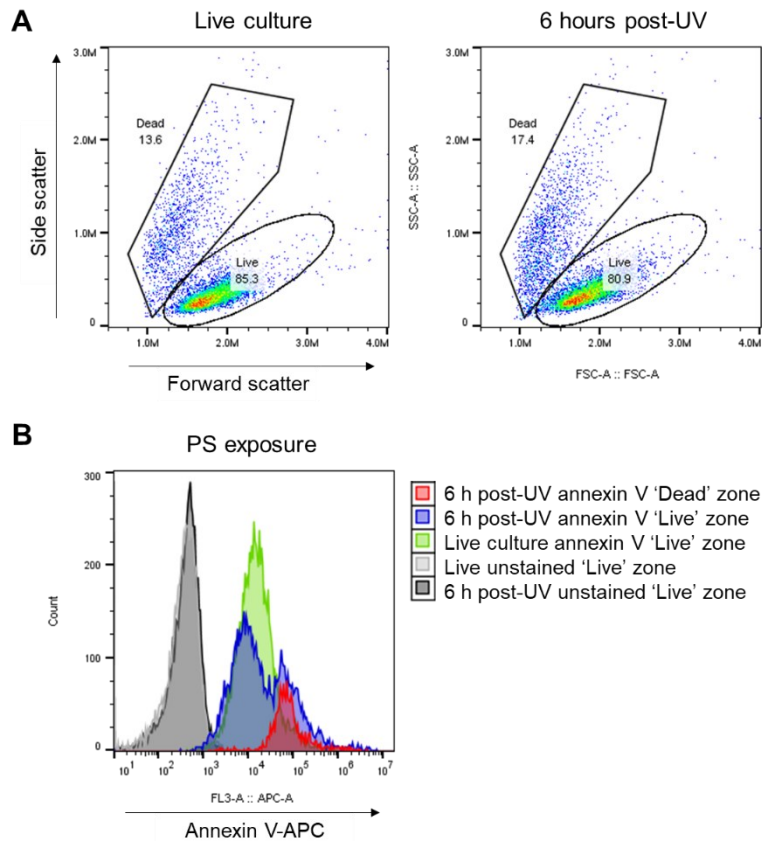 A
Live culture
6 hours post-UV
Side scatter
3.0M
2.0M
1.0M
0
Dead
13.6
Live
85.3
1.0M
2.0M
3.0M
4.0M
Forward scatter
SSC-A :: SSC-A
3.0M
2.0M
1.0M
0
Dead
17.4
Live
80.9
1.0M
2.0M
3.0M
4.0M
FSC-A :: FSC-A
B
PS exposure
Count
300
200
100
0
10¹
10²
10³
10⁴
10⁵
10⁶
10⁷
FL3-A :: APC-A
Annexin V-APC
6 h post-UV annexin V ‘Dead’ zone
6 h post-UV annexin V ‘Live’ zone
Live culture annexin V ‘Live’ zone
Live unstained ‘Live’ zone
6 h post-UV unstained ‘Live’ zone